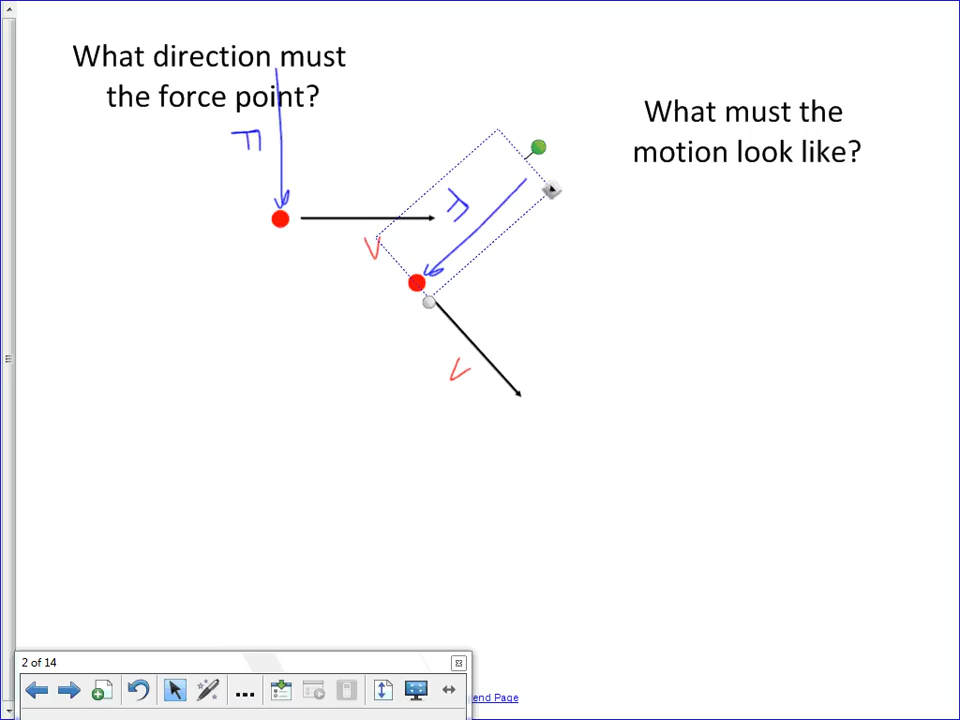 What direction must
the force point?
What must the
motion look like?
F
F
V
V
2 of 14
end Page